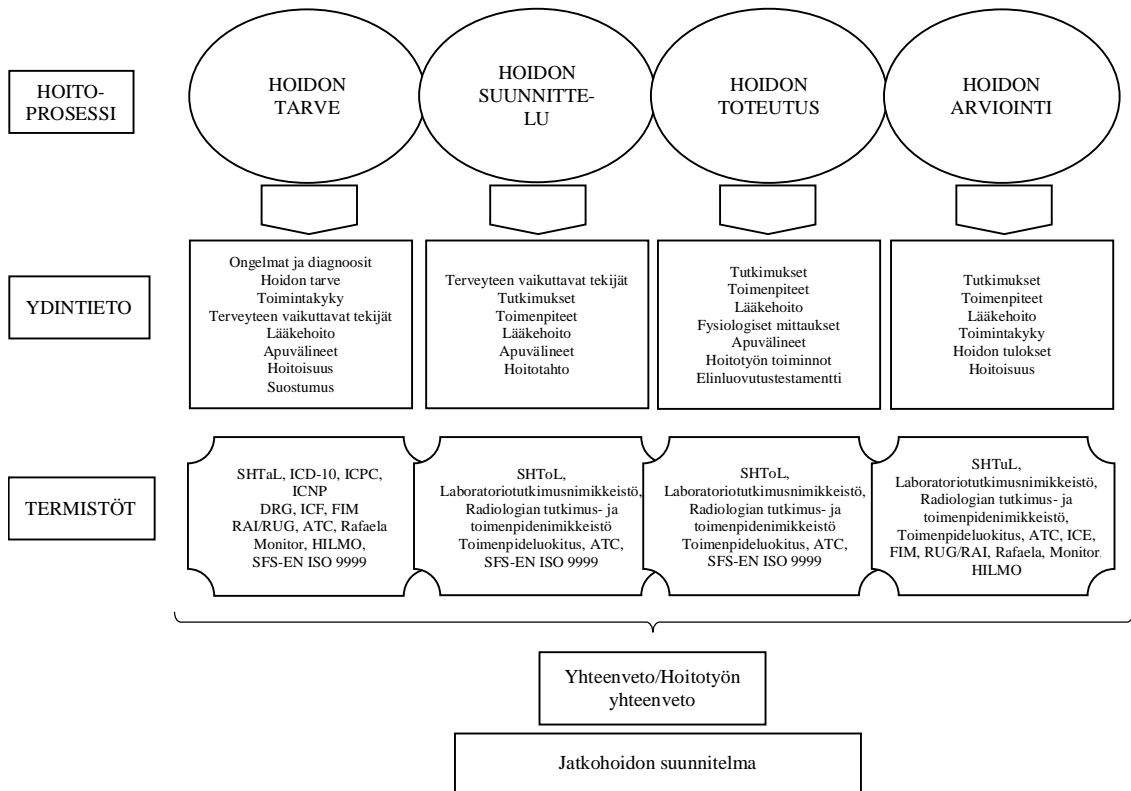 HOITO-
PROSESSI
HOIDON
TARVE
HOIDON
SUUNNITTE-
LU
HOIDON
TOTEUTUS
HOIDON
ARVIOINTI
YDINTIETO
Ongelmat ja diagnoosit
Hoidon tarve
Toimintakyky
Terveyteen vaikuttavat tekijät
Lääkehoito
Apuvälineet
Hoitoisuus
Suostumus
Terveyteen vaikuttavat tekijät
Tutkimukset
Toimenpiteet
Lääkehoito
Apuvälineet
Hoitotahto
Tutkimukset
Toimenpiteet
Lääkehoito
Fysiologiset mittaukset
Apuvälineet
Hoitotyön toiminnot
Elinluovutustestamentti
Tutkimukset
Toimenpiteet
Lääkehoito
Toimintakyky
Hoidon tulokset
Hoitoisuus
TERMISTÖT
SHTaL, ICD-10, ICPC,
ICNP
DRG, ICF, FIM
RAI/RUG, ATC, Rafaela
Monitor, HILMO,
SFS-EN ISO 9999
SHToL,
Laboratoriotutkimusnimikkeistö,
Radiologian tutkimus- ja
toimenpidenimikkeistö
Toimenpideluokitus, ATC,
SFS-EN ISO 9999
SHToL,
Laboratoriotutkimusnimikkeistö,
Radiologian tutkimus- ja
toimenpidenimikkeistö
Toimenpideluokitus, ATC,
SFS-EN ISO 9999
SHTuL,
Laboratoriotutkimusnimikkeistö,
Radiologian tutkimus- ja
toimenpidenimikkeistö,
Toimenpideluokitus, ATC, ICE,
FIM, RUG/RAI, Rafaela, Monitor,
HILMO
Yhteenveto/Hoitotyön
yhteenveto
Jatkohoidon suunnitelma